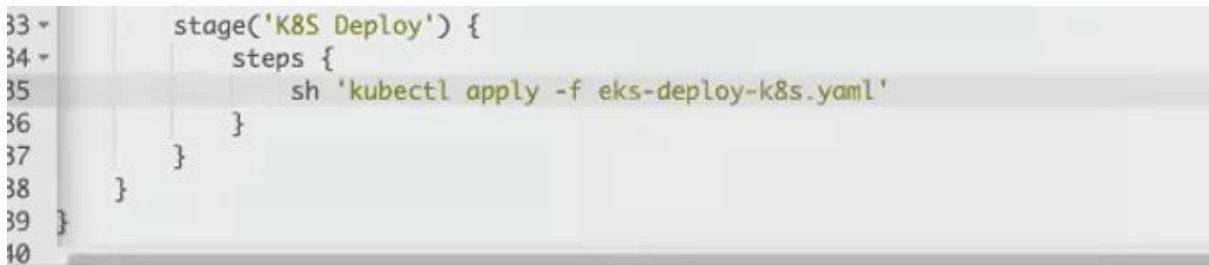 33 stage('K8S Deploy') {
34 steps {
35 sh 'kubectl apply -f eks-deploy-k8s.yaml'
36 }
37 }
38 }
39 }
40